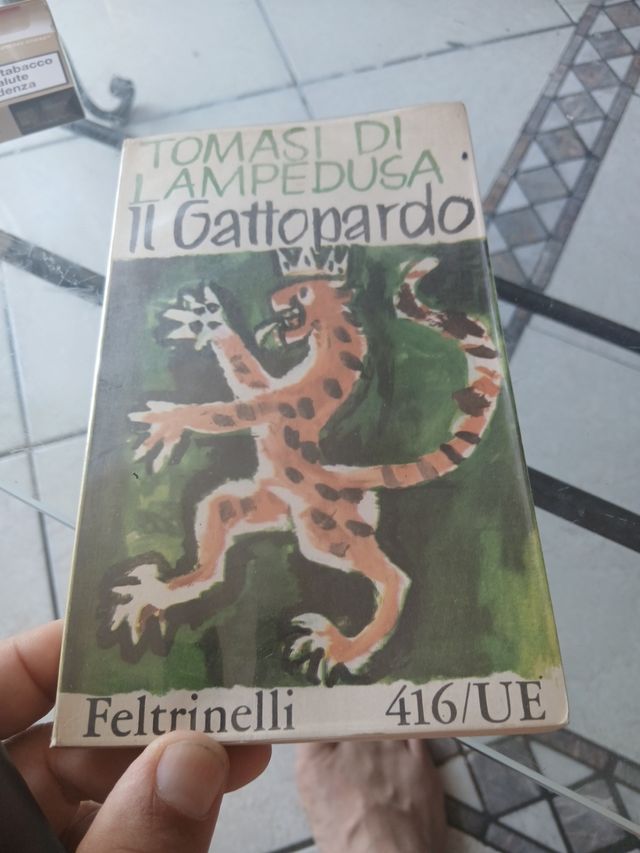 tabacco
alute
denza
TOMASI DI
LAMPEDUSA
Il Gattopardo
Feltrinelli
416/UE